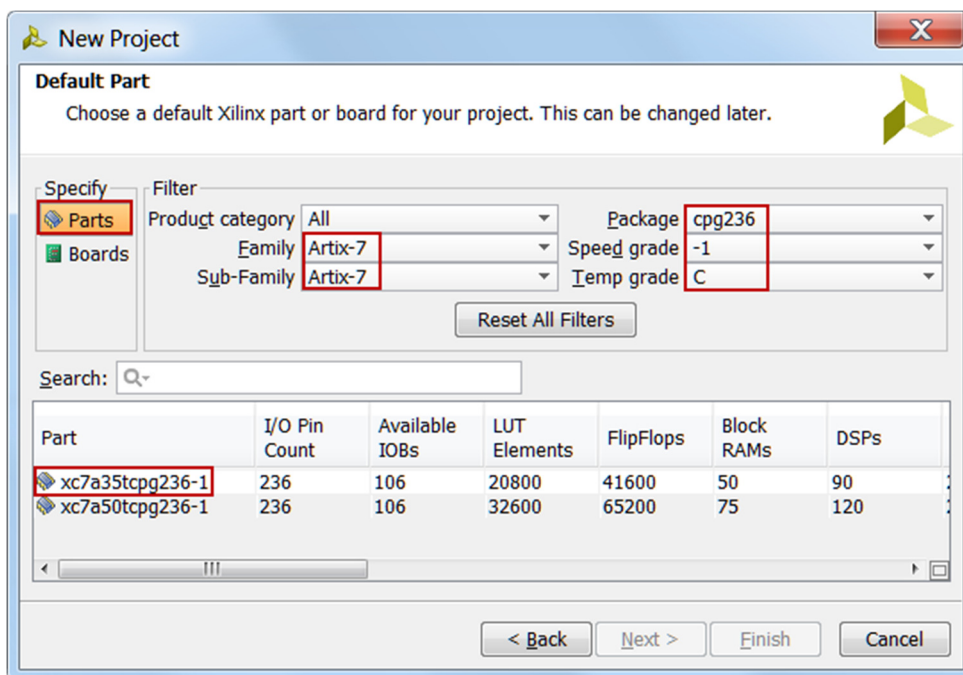 New Project
Default Part
Choose a default Xilinx part or board for your project. This can be changed later.
Specify Filter
Parts Product category All Package cpg236
Boards Family Artix-7 Speed grade -1
Sub-Family Artix-7 Temp grade C
Reset All Filters
Search:
Part I/O Pin Count Available IOBs LUT Elements FlipFlops Block RAMs DSPs
xc7a35tcpg236-1 236 106 20800 41600 50 90
xc7a50tcpg236-1 236 106 32600 65200 75 120
< Back Next > Finish Cancel